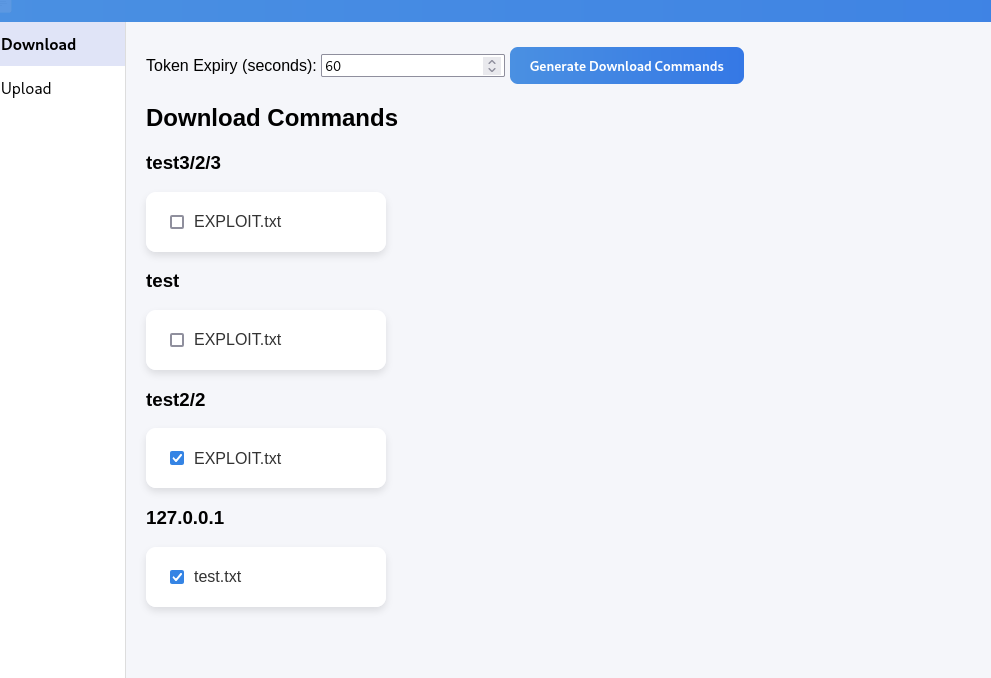 Download
Upload
Token Expiry (seconds): 60 Generate Download Commands
Download Commands
test3/2/3
EXPLOIT.txt
test
EXPLOIT.txt
test2/2
EXPLOIT.txt
127.0.0.1
test.txt